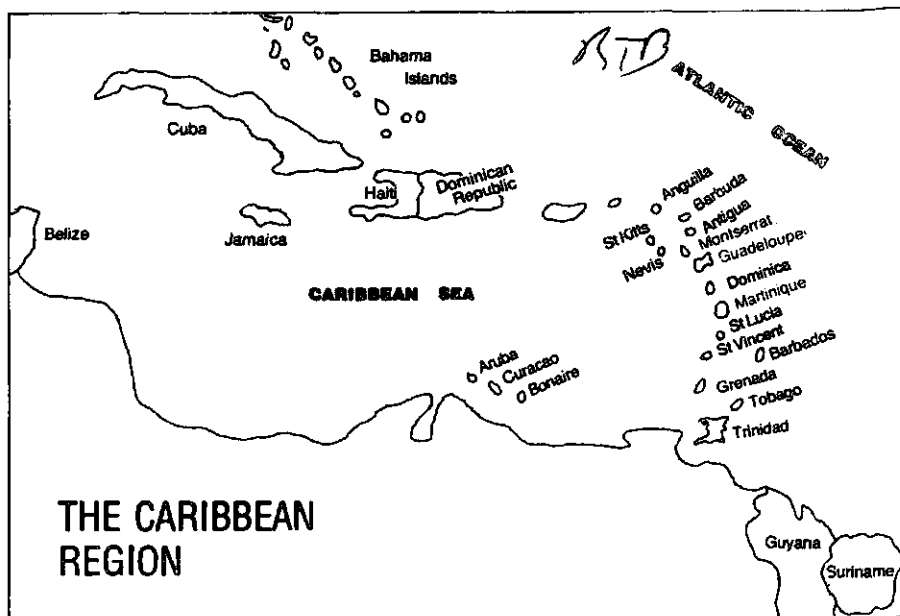 Bahama
Islands
RTB
ATLANTIC OCEAN
Cuba
Haiti
Dominican
Republic
Anguilla
Barbuda
Antigua
St Kitts
Montserrat
Belize
Jamaica
Nevis
Guadeloupe
CARIBBEAN SEA
Dominica
Martinique
St Lucia
St Vincent
Barbados
Aruba
Curacao
Bonaire
Grenada
Tobago
Trinidad
THE CARIBBEAN
REGION
Guyana
Suriname